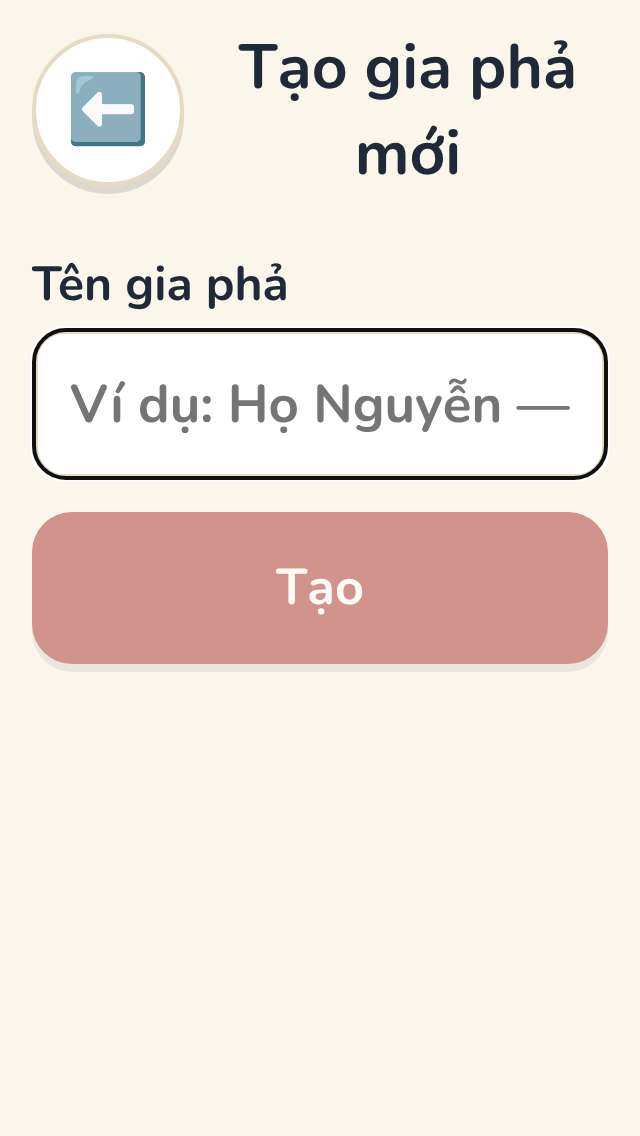 Tạo gia phả
mới
Tên gia phả
Ví dụ: Họ Nguyễn —
Tạo